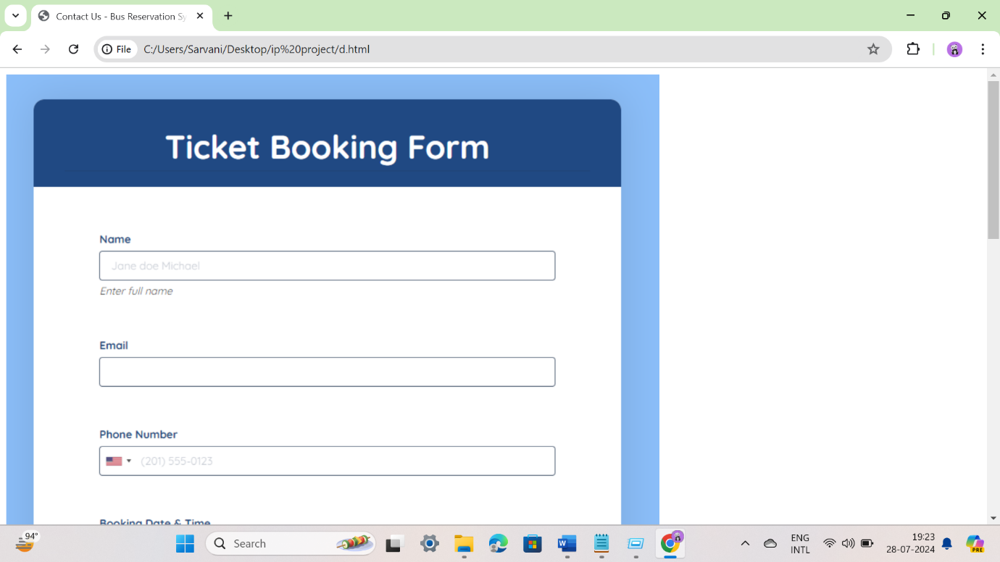 Contact Us - Bus Reservation Sy
File
C:/Users/Sarvani/Desktop/ip%20project/d.html
Ticket Booking Form
Name
Jane doe Michael
Enter full name
Email
Phone Number
(201) 555-0123
Booking Date & Time
94°
Search
W
ENG
INTL
19:23
28-07-2024
PRE